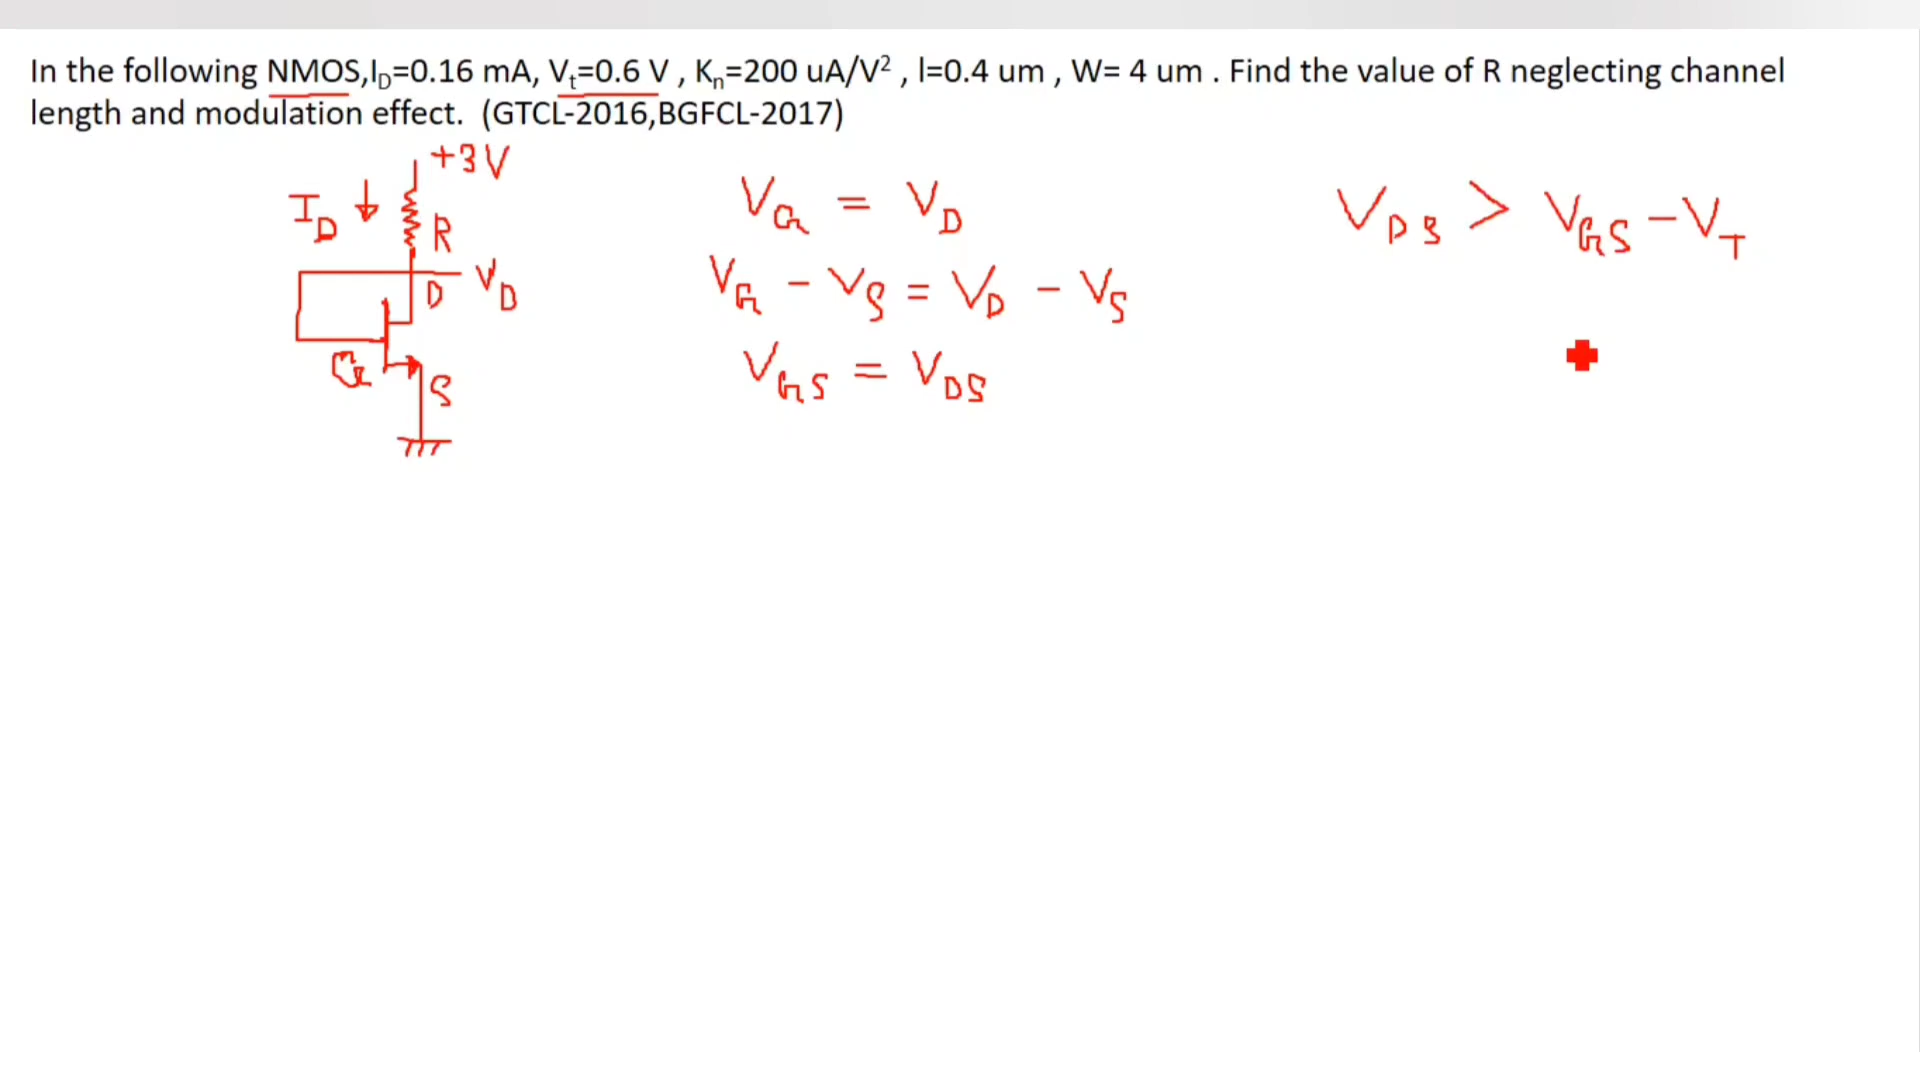 In the following NMOS,I_D=0.16 mA, V_t=0.6 V , K_n=200 uA/V² , l=0.4 um , W= 4 um . Find the value of R neglecting channel
length and modulation effect. (GTCL-2016,BGFCL-2017)
+3V
I_D
R
D
V_D
G
S
V_G = V_D
V_G - V_S = V_D - V_S
V_GS = V_DS
V_DS > V_GS - V_T